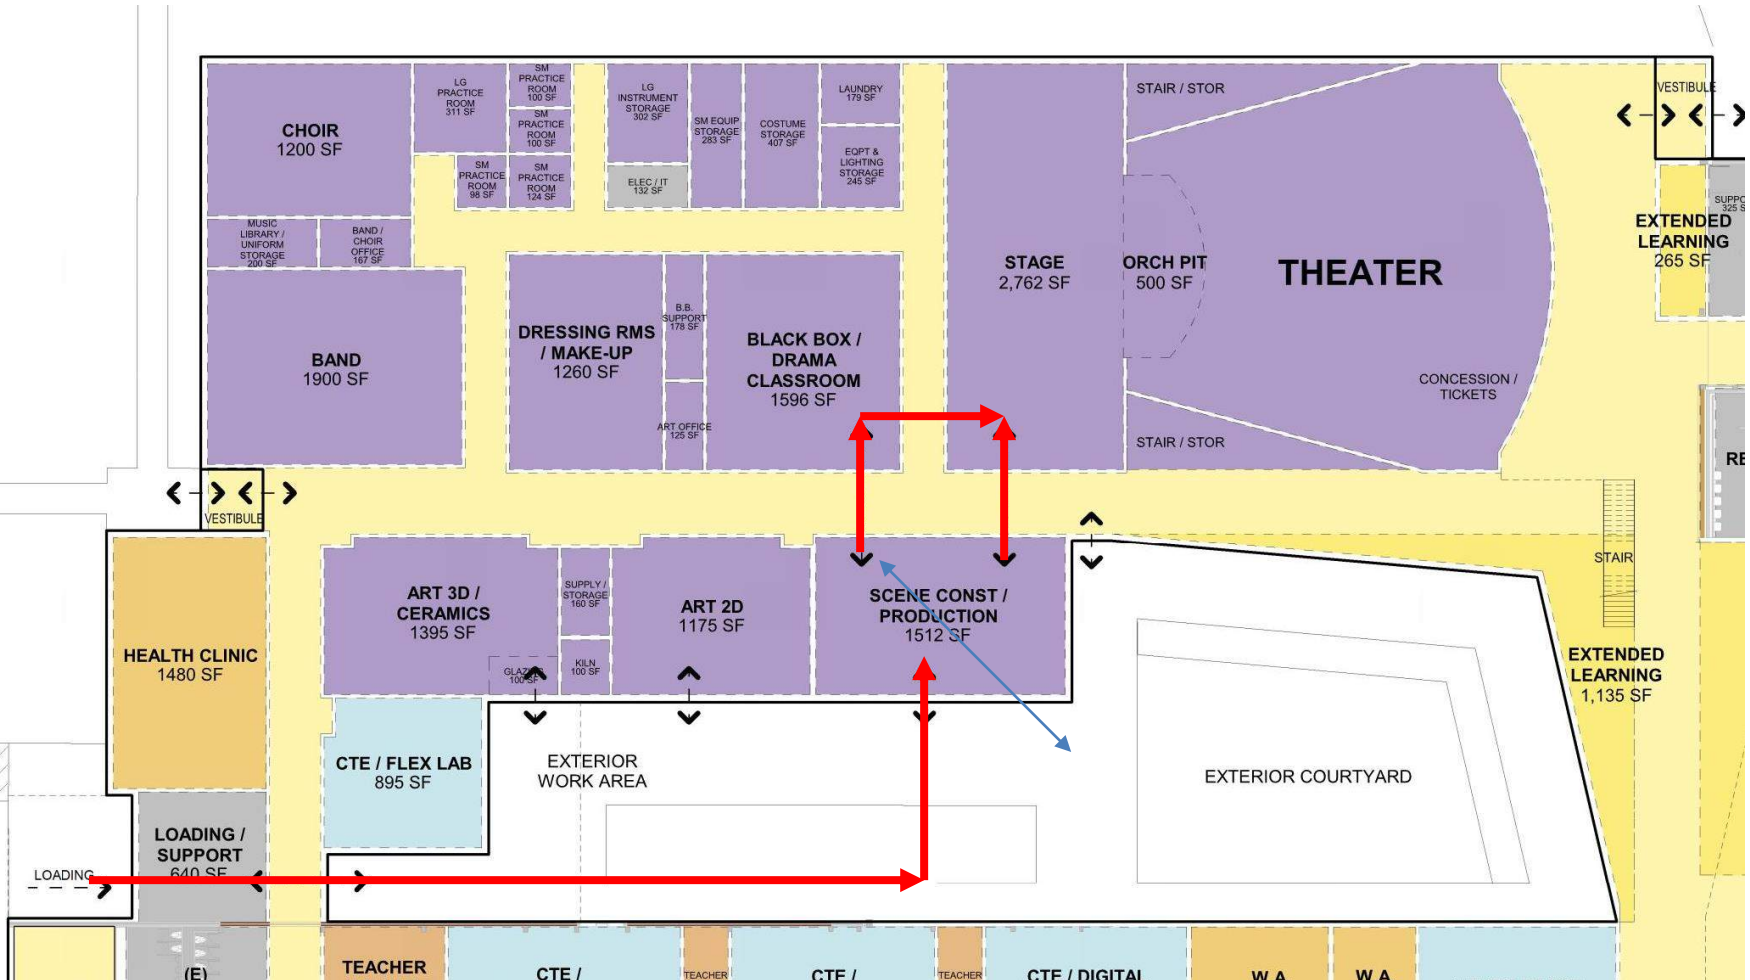 CHOIR
1200 SF
LG
PRACTICE
ROOM
311 SF
SM
PRACTICE
ROOM
100 SF
SM
PRACTICE
ROOM
100 SF
SM
PRACTICE
ROOM
98 SF
SM
PRACTICE
ROOM
124 SF
LG
INSTRUMENT
STORAGE
302 SF
ELEC / IT
132 SF
SM EQUIP
STORAGE
283 SF
COSTUME
STORAGE
407 SF
LAUNDRY
179 SF
EQPT &
LIGHTING
STORAGE
245 SF
STAIR / STOR
VESTIBULE
MUSIC
LIBRARY /
UNIFORM
STORAGE
200 SF
BAND /
CHOIR
OFFICE
167 SF
STAGE
2,762 SF
ORCH PIT
500 SF
THEATER
EXTENDED
LEARNING
265 SF
SUPPO
325 S
BAND
1900 SF
DRESSING RMS
/ MAKE-UP
1260 SF
B.B.
SUPPORT
178 SF
ART OFFICE
125 SF
BLACK BOX /
DRAMA
CLASSROOM
1596 SF
CONCESSION /
TICKETS
STAIR / STOR
RE
VESTIBULE
STAIR
HEALTH CLINIC
1480 SF
ART 3D /
CERAMICS
1395 SF
SUPPLY /
STORAGE
160 SF
KILN
100 SF
100 SF
ART 2D
1175 SF
SCENE CONST /
PRODUCTION
1512 SF
EXTENDED
LEARNING
1,135 SF
CTE / FLEX LAB
895 SF
EXTERIOR
WORK AREA
EXTERIOR COURTYARD
LOADING /
SUPPORT
640 SF
LOADING
(E)
TEACHER
CTE /
TEACHER
CTE /
TEACHER
CTE / DIGITAL
W.A.
W.A.